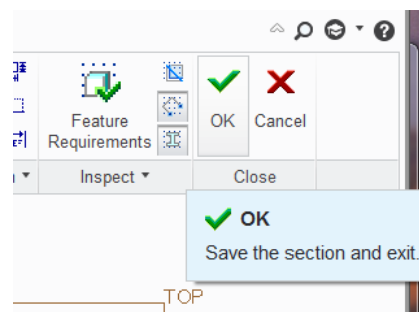 Feature
Requirements
OK
Cancel
Inspect
Close
OK
Save the section and exit.
TOP